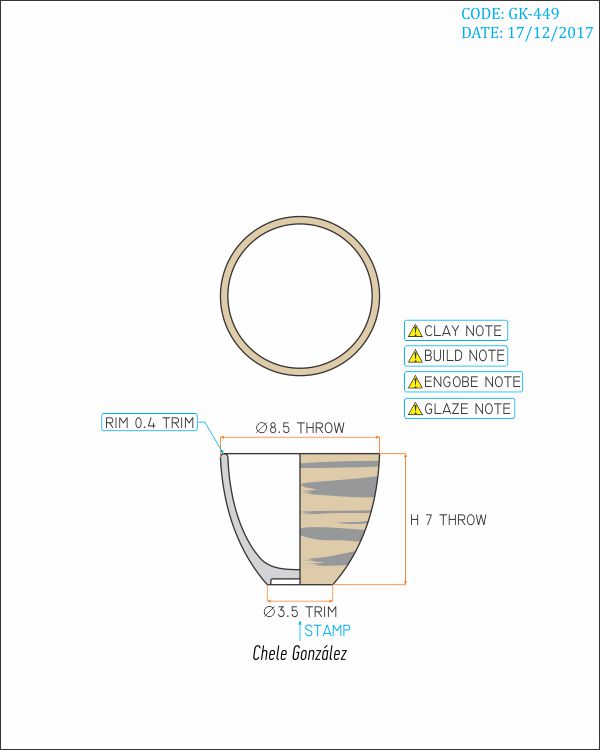 CODE: GK-449
DATE: 17/12/2017
CLAY NOTE
BUILD NOTE
ENGOBE NOTE
GLAZE NOTE
RIM 0.4 TRIM
∅8.5 THROW
H 7 THROW
∅3.5 TRIM
STAMP
Chele González